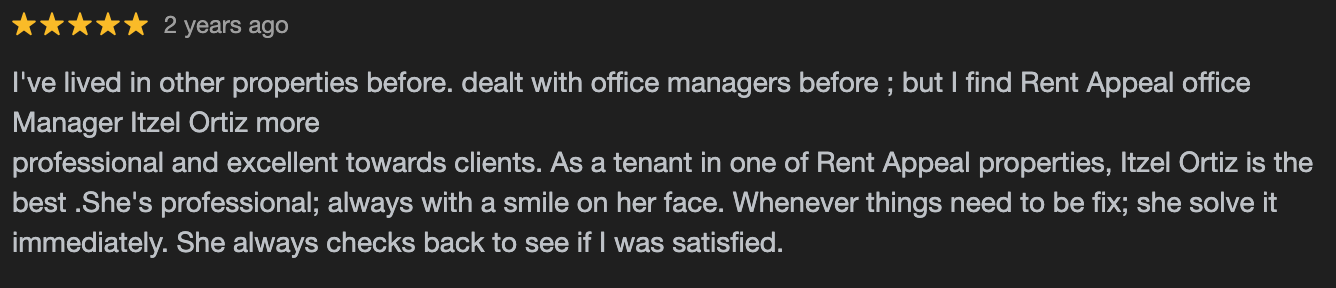 2 years ago
I've lived in other properties before. dealt with office managers before ; but I find Rent Appeal office
Manager Itzel Ortiz more
professional and excellent towards clients. As a tenant in one of Rent Appeal properties, Itzel Ortiz is the
best .She's professional; always with a smile on her face. Whenever things need to be fix; she solve it
immediately. She always checks back to see if I was satisfied.